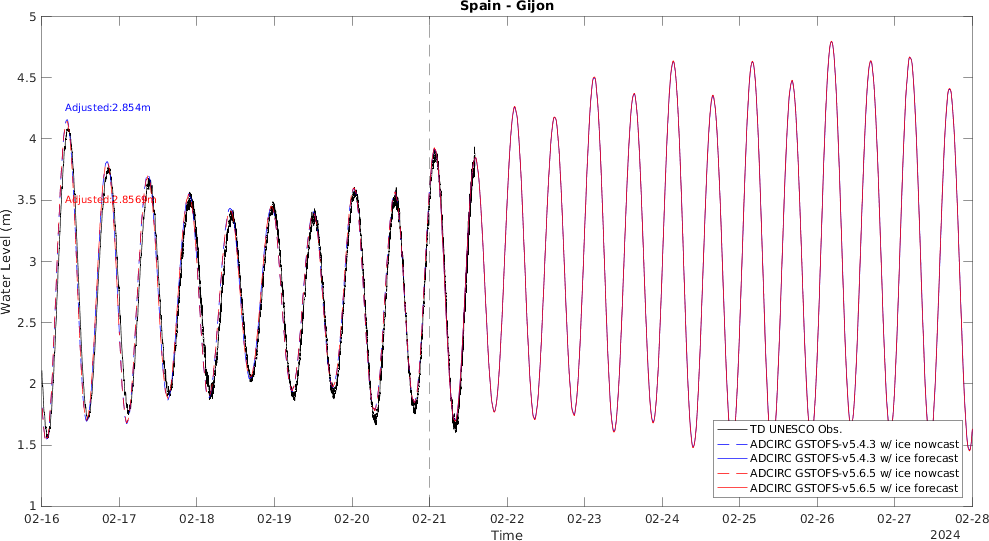 Spain - Gijon
5
4.5
4
3.5
3
2.5
2
1.5
1
Water Level (m)
Adjusted:2.854m
Adjusted:2.8569m
TD UNESCO Obs.
ADCIRC GSTOFS-v5.4.3 w/ ice nowcast
ADCIRC GSTOFS-v5.4.3 w/ ice forecast
ADCIRC GSTOFS-v5.6.5 w/ ice nowcast
ADCIRC GSTOFS-v5.6.5 w/ ice forecast
02-16 02-17 02-18 02-19 02-20 02-21 02-22 02-23 02-24 02-25 02-26 02-27 02-28
Time
2024